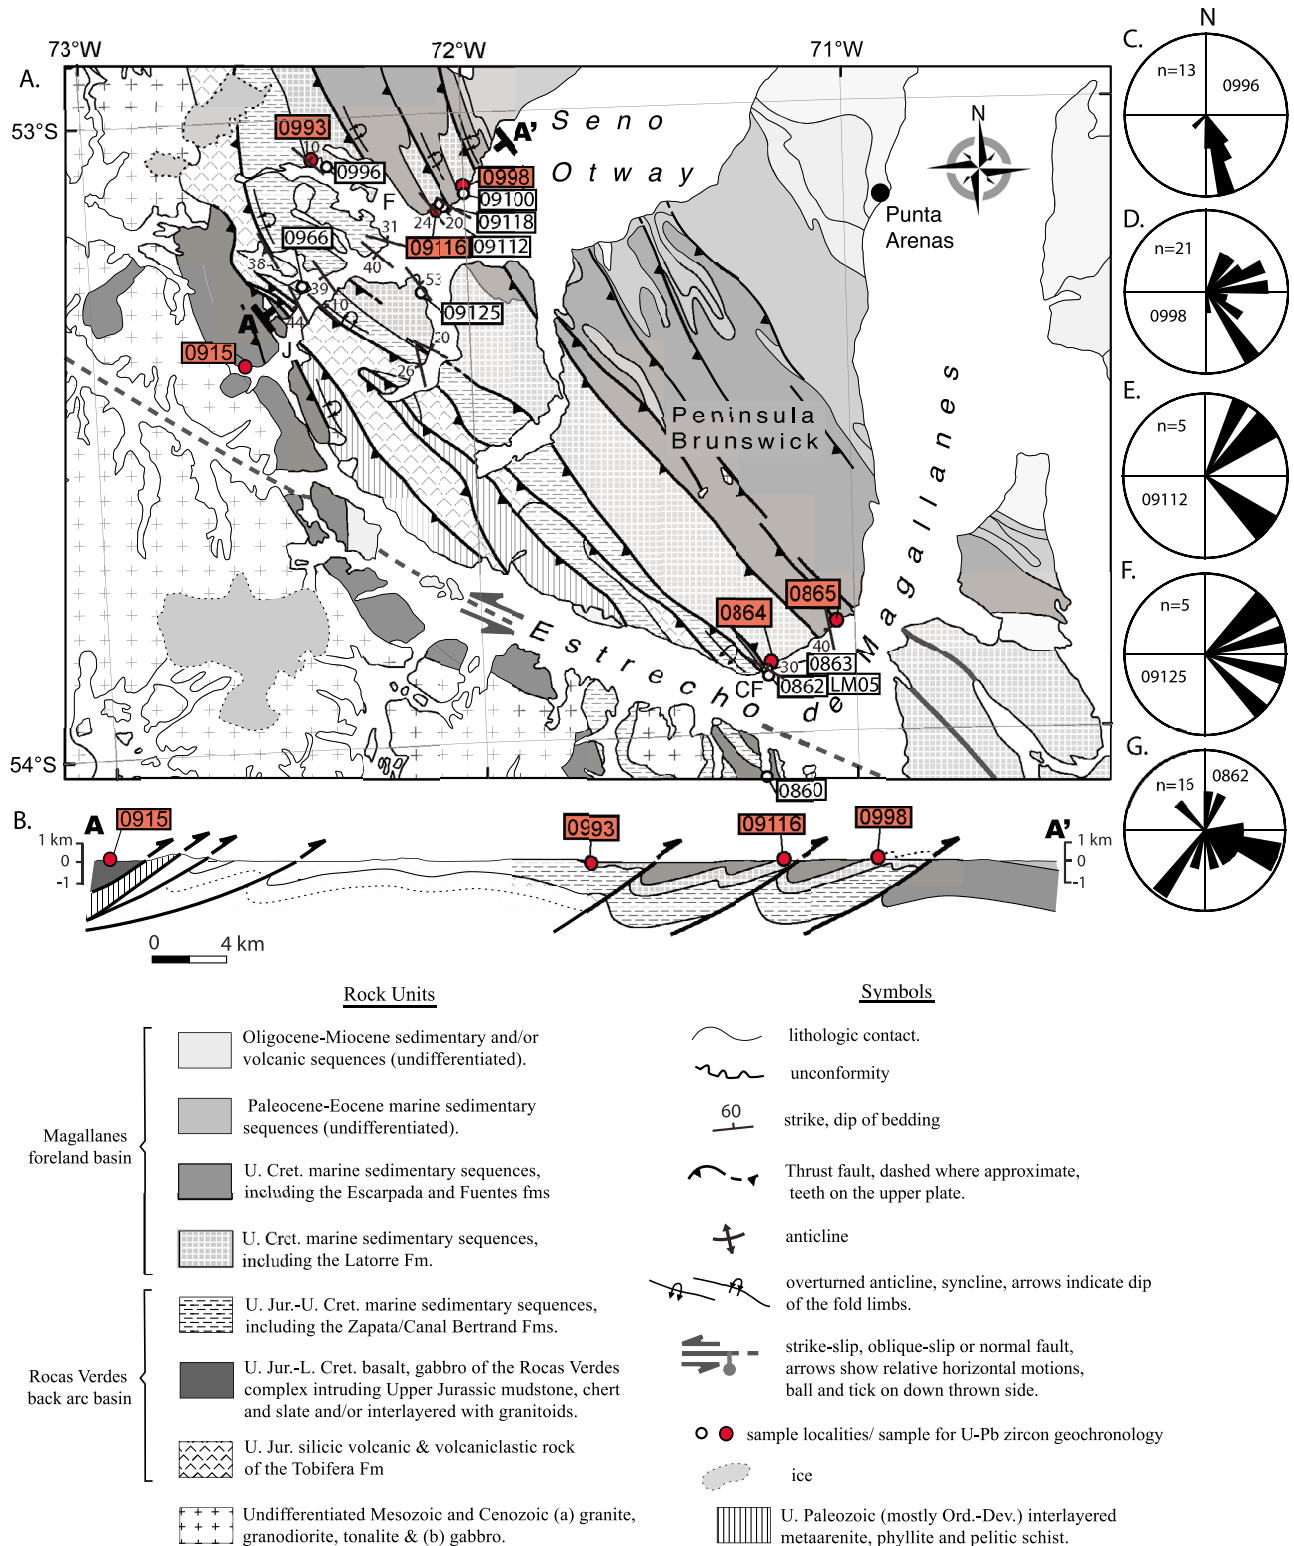 73°W
72°W
71°W
N
C.
A.
n=13
0996
53°S
0993
10
A'
Seno
Otway
N
0996
0998
F
09100
Punta
Arenas
D.
n=21
0998
24
20
09118
0966
31
09116
09112
38
40
39
53
10
09125
A
44
J
20
0915
26
E.
n=5
09112
Peninsula
Brunswick
Estrecho de Magallanes
F.
n=5
09125
0865
0864
40
30
0863
CF
0862
LM05
G.
n=15
0862
54°S
0860
B.
A
0915
0993
09116
0998
A'
1 km
0
-1
1 km
0
-1
0
4 km
Rock Units
Symbols
Oligocene-Miocene sedimentary and/or
volcanic sequences (undifferentiated).
Paleocene-Eocene marine sedimentary
sequences (undifferentiated).
Magallanes
foreland basin
U. Cret. marine sedimentary sequences,
including the Escarpada and Fuentes fms
U. Cret. marine sedimentary sequences,
including the Latorre Fm.
U. Jur.-U. Cret. marine sedimentary sequences,
including the Zapata/Canal Bertrand Fms.
Rocas Verdes
back arc basin
U. Jur.-L. Cret. basalt, gabbro of the Rocas Verdes
complex intruding Upper Jurassic mudstone, chert
and slate and/or interlayered with granitoids.
U. Jur. silicic volcanic & volcaniclastic rock
of the Tobifera Fm
Undifferentiated Mesozoic and Cenozoic (a) granite,
granodiorite, tonalite & (b) gabbro.
lithologic contact.
unconformity
60
strike, dip of bedding
Thrust fault, dashed where approximate,
teeth on the upper plate.
anticline
overturned anticline, syncline, arrows indicate dip
of the fold limbs.
strike-slip, oblique-slip or normal fault,
arrows show relative horizontal motions,
ball and tick on down thrown side.
sample localities/ sample for U-Pb zircon geochronology
ice
U. Paleozoic (mostly Ord.-Dev.) interlayered
metaarenite, phyllite and pelitic schist.